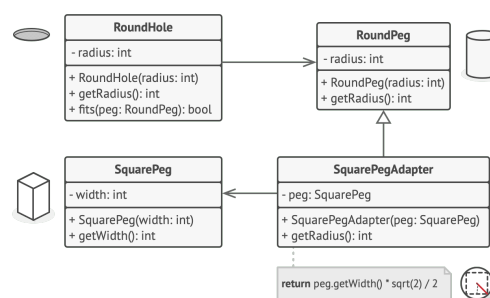 RoundHole
- radius: int
+ RoundHole(radius: int)
+ getRadius(): int
+ fits(peg: RoundPeg): bool
RoundPeg
- radius: int
+ RoundPeg(radius: int)
+ getRadius(): int
SquarePeg
- width: int
+ SquarePeg(width: int)
+ getWidth(): int
SquarePegAdapter
- peg: SquarePeg
+ SquarePegAdapter(peg: SquarePeg)
+ getRadius(): int
return peg.getWidth() * sqrt(2) / 2